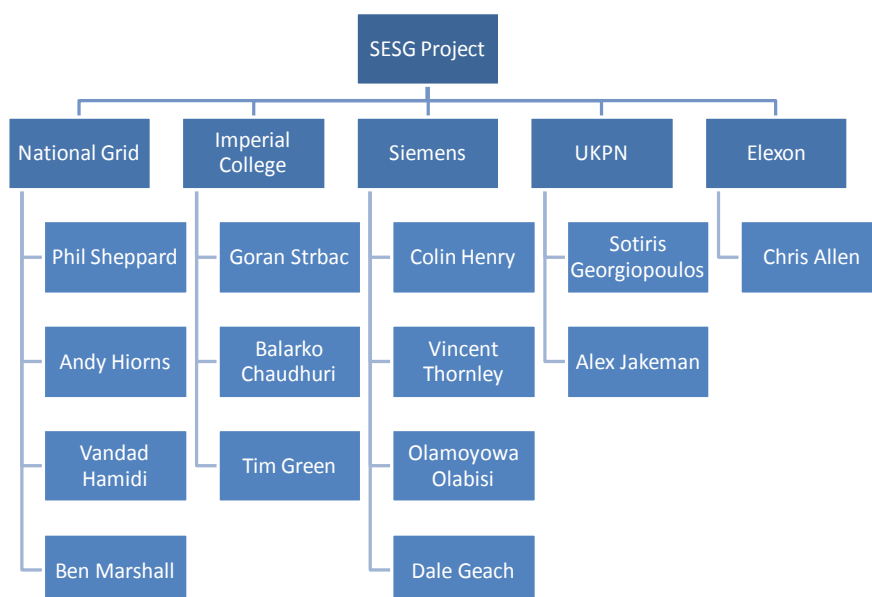 SESG Project
National Grid
Imperial
College
Siemens
UKPN
Elexon
Phil Sheppard
Goran Strbac
Colin Henry
Sotiris
Georgiopoulos
Chris Allen
Andy Hiorns
Balarko
Chaudhuri
Vincent
Thornley
Alex Jakeman
Vandad
Hamidi
Tim Green
Olamoyowa
Olabisi
Ben Marshall
Dale Geach